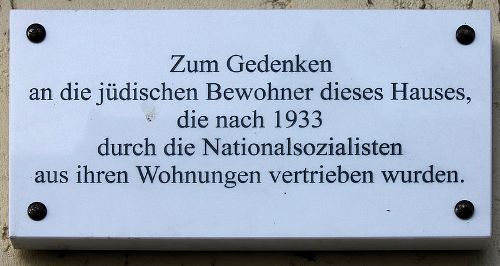 Zum Gedenken
an die jüdischen Bewohner dieses Hauses,
die nach 1933
durch die Nationalsozialisten
aus ihren Wohnungen vertrieben wurden.